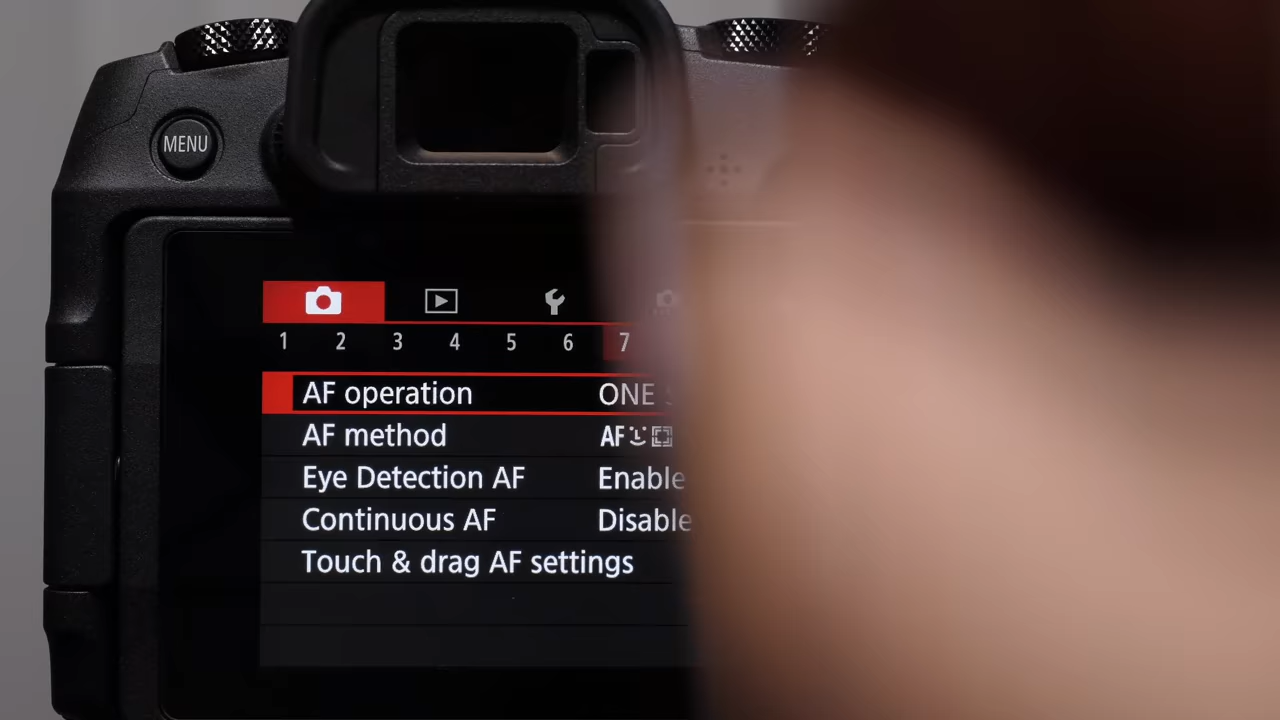 MENU
1 2 3 4 5 6 7
AF operation ONE
AF method AF
Eye Detection AF Enable
Continuous AF Disable
Touch & drag AF settings